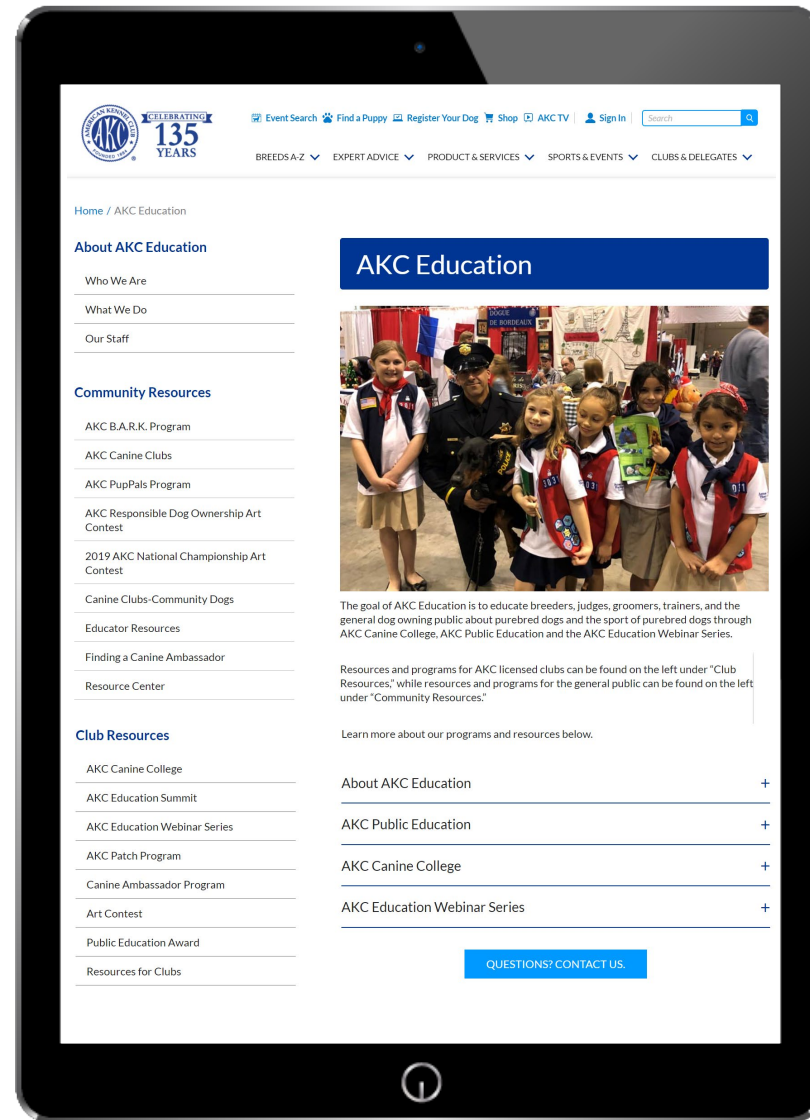 AMERICAN KENNEL CLUB
AKC
FOUNDED 1884
®
CELEBRATING
135
YEARS
Event Search Find a Puppy Register Your Dog Shop AKC TV Sign In Search
BREEDS A-Z EXPERT ADVICE PRODUCT & SERVICES SPORTS & EVENTS CLUBS & DELEGATES
Home / AKC Education
About AKC Education
Who We Are
What We Do
Our Staff
Community Resources
AKC B.A.R.K. Program
AKC Canine Clubs
AKC PupPals Program
AKC Responsible Dog Ownership Art
Contest
2019 AKC National Championship Art
Contest
Canine Clubs-Community Dogs
Educator Resources
Finding a Canine Ambassador
Resource Center
Club Resources
AKC Canine College
AKC Education Summit
AKC Education Webinar Series
AKC Patch Program
Canine Ambassador Program
Art Contest
Public Education Award
Resources for Clubs
AKC Education
DOGUE
DE BORDEAUX
POLICE
The goal of AKC Education is to educate breeders, judges, groomers, trainers, and the
general dog owning public about purebred dogs and the sport of purebred dogs through
AKC Canine College, AKC Public Education and the AKC Education Webinar Series.
Resources and programs for AKC licensed clubs can be found on the left under “Club
Resources,” while resources and programs for the general public can be found on the left
under “Community Resources.”
Learn more about our programs and resources below.
About AKC Education +
AKC Public Education +
AKC Canine College +
AKC Education Webinar Series +
QUESTIONS? CONTACT US.